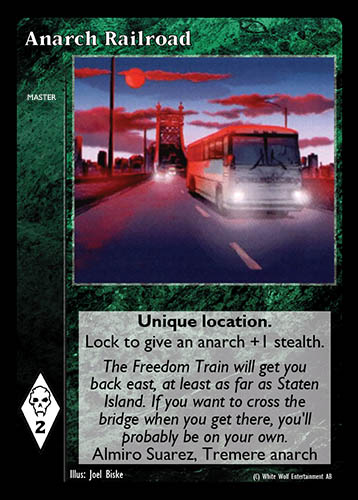 Anarch Railroad
MASTER
Unique location.
Lock to give an anarch +1 stealth.
The Freedom Train will get you
back east, at least as far as Staten
Island. If you want to cross the
bridge when you get there, you'll
probably be on your own.
Almiro Suarez, Tremere anarch
2
Illus: Joel Biske
(C) White Wolf Entertainment AB